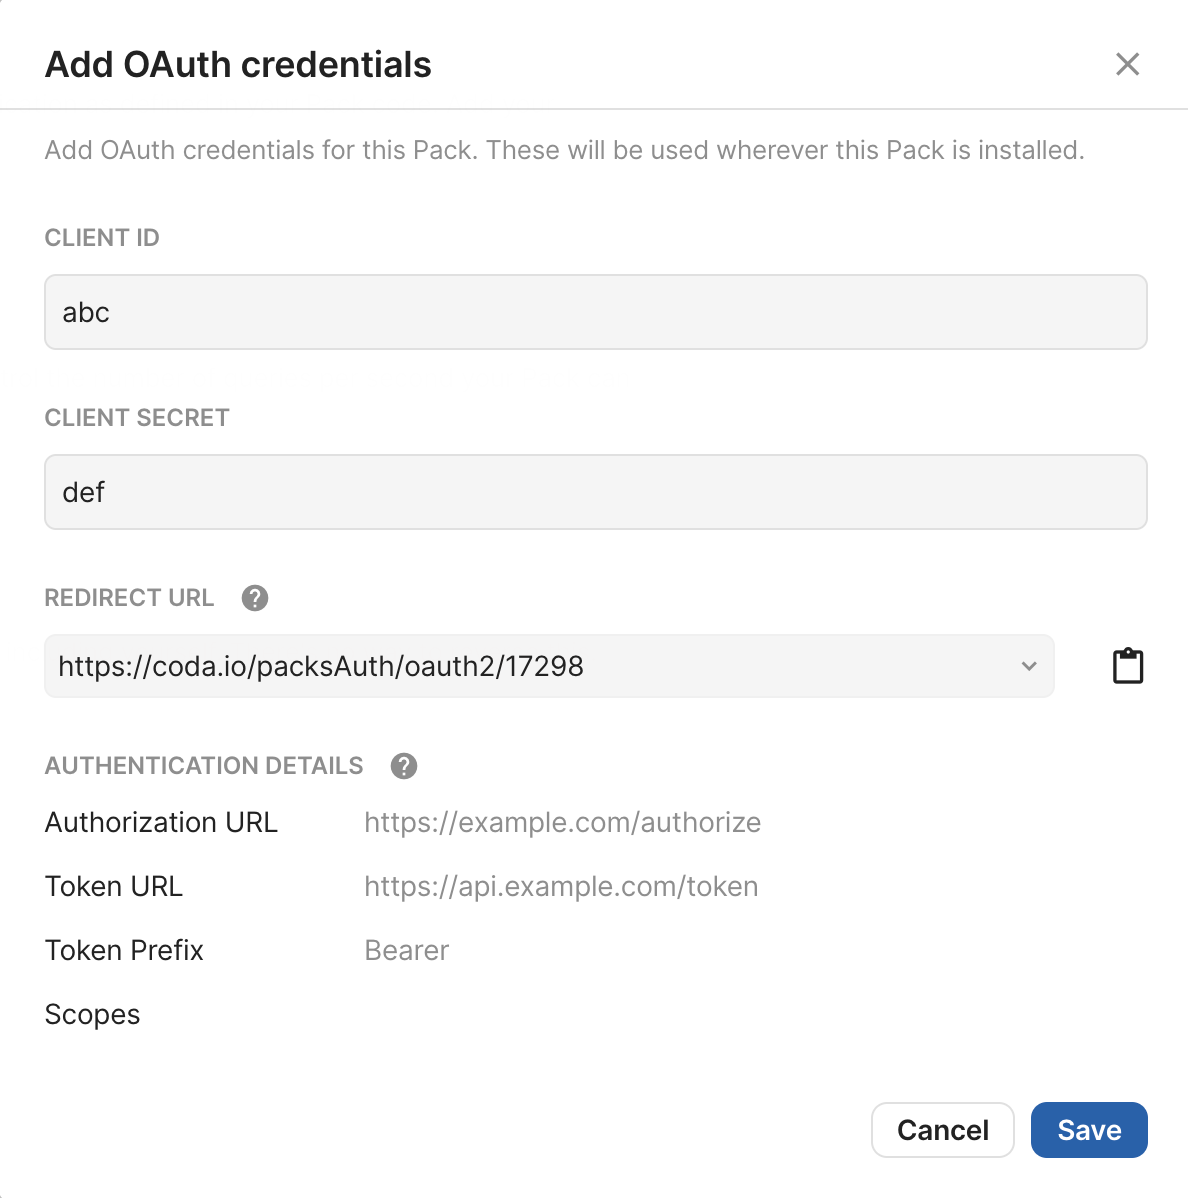 Add OAuth credentials
Add OAuth credentials for this Pack. These will be used wherever this Pack is installed.
CLIENT ID
abc
CLIENT SECRET
def
REDIRECT URL ?
https://coda.io/packsAuth/oauth2/17298
AUTHENTICATION DETAILS ?
Authorization URL https://example.com/authorize
Token URL https://api.example.com/token
Token Prefix Bearer
Scopes
Cancel Save